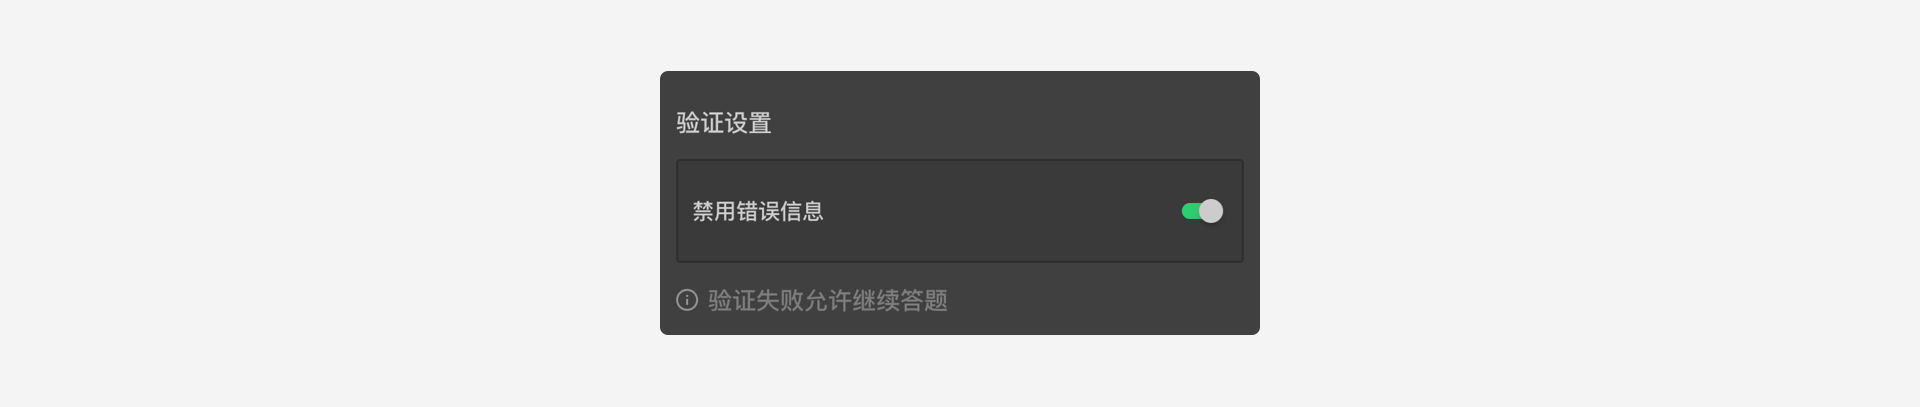 验证设置
禁用错误信息
验证失败允许继续答题